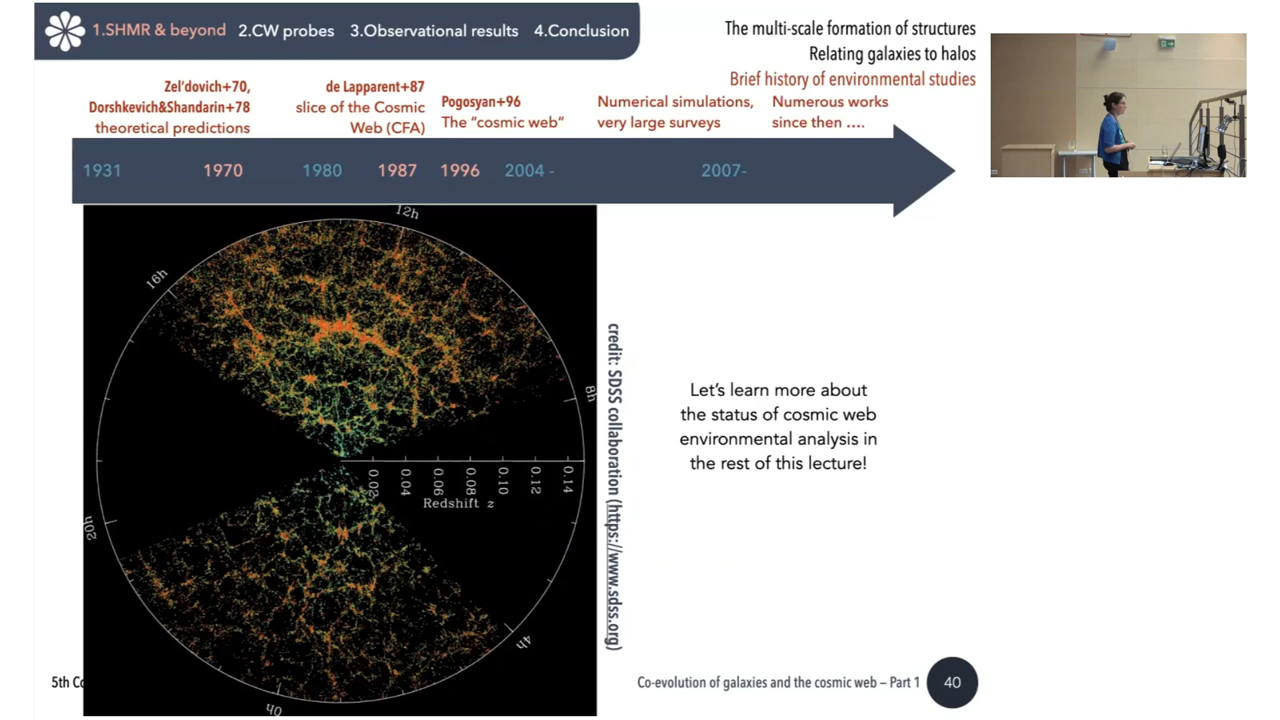 1.SHMR & beyond 2.CW probes 3.Observational results 4.Conclusion
The multi-scale formation of structures
Relating galaxies to halos
Brief history of environmental studies
Zel'dovich+70,
Dorshkevich&Shandarin+78
theoretical predictions
de Lapparent+87
slice of the Cosmic
Web (CFA)
Pogosyan+96
The "cosmic web"
Numerical simulations,
very large surveys
Numerous works
since then ....
1931 1970 1980 1987 1996 2004 - 2007-
12h
16h
8h
20h
4h
0h
0.02 0.04 0.06 0.08 0.10 0.12 0.14
Redshift z
credit: SDSS collaboration (https://www.sdss.org)
Let's learn more about
the status of cosmic web
environmental analysis in
the rest of this lecture!
5th Co
Co-evolution of galaxies and the cosmic web – Part 1 40